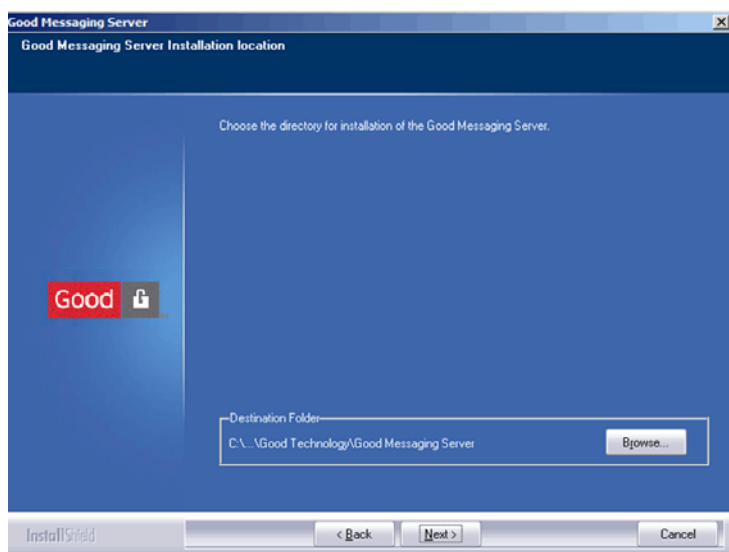 Good Messaging Server
Good Messaging Server Installation location
Choose the directory for installation of the Good Messaging Server.
Good
Destination Folder
C:\...\Good Technology\Good Messaging Server
Browse...
InstallShield
< Back
Next >
Cancel